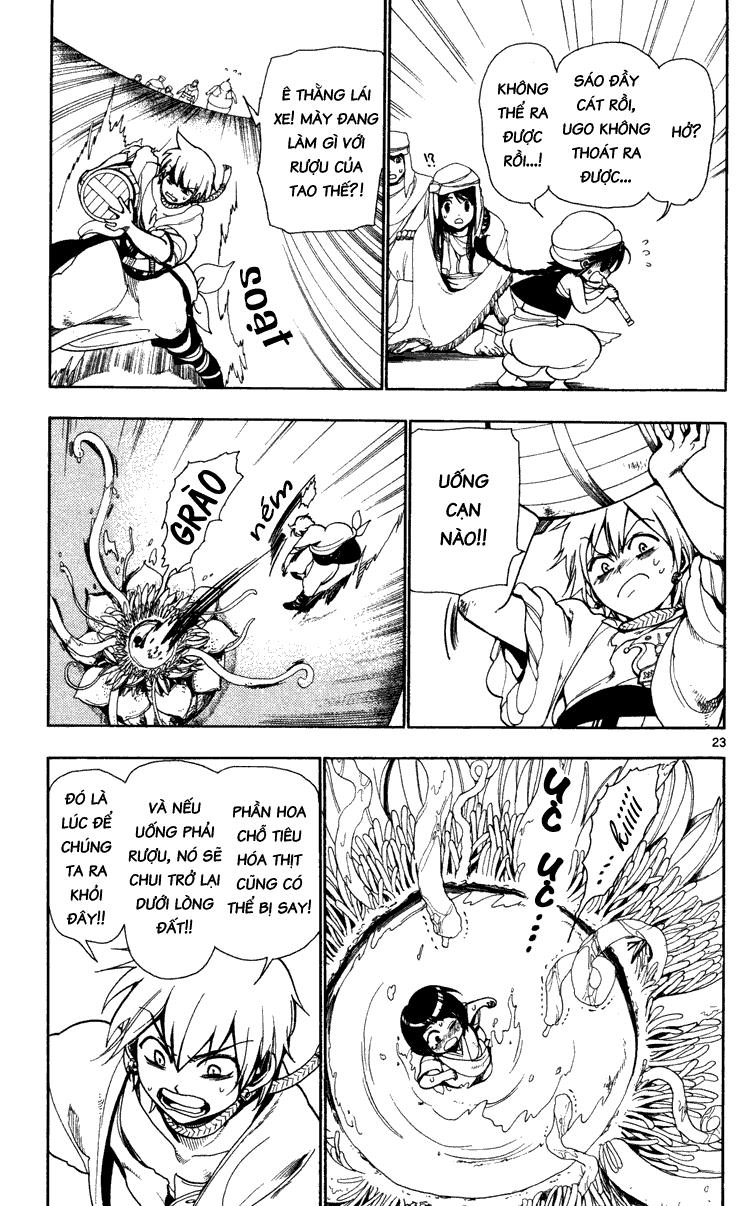 HỞ?
SÁO ĐẦY
CÁT RỒI,
UGO KHÔNG
THOÁT RA
ĐƯỢC...
KHÔNG
THỂ RA
ĐƯỢC
RỒI...!
!?
Ê THẰNG LÁI
XE! MÀY ĐANG
LÀM GÌ VỚI
RƯỢU CỦA
TAO THẾ?!
soạt
UỐNG
CẠN
NÀO!!
ném
GRÀO
23
ỰC ỰC....
.....kiiii
....
PHẦN HOA
CHỖ TIÊU
HÓA THỊT
CŨNG CÓ
THỂ BỊ SAY!
VÀ NẾU
UỐNG PHẢI
RƯỢU, NÓ SẼ
CHUI TRỞ LẠI
DƯỚI LÒNG
ĐẤT!!
ĐÓ LÀ
LÚC ĐỂ
CHÚNG
TA RA
KHỎI
ĐÂY!!